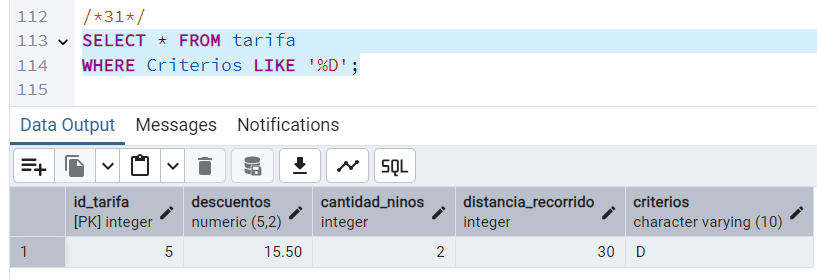 112 /*31*/
113 SELECT * FROM tarifa
114 WHERE Criterios LIKE '%D';
115
Data Output Messages Notifications
SQL
id_tarifa descuentos cantidad_ninos distancia_recorrido criterios
[PK] integer numeric (5,2) integer integer character varying (10)
1 5 15.50 2 30 D